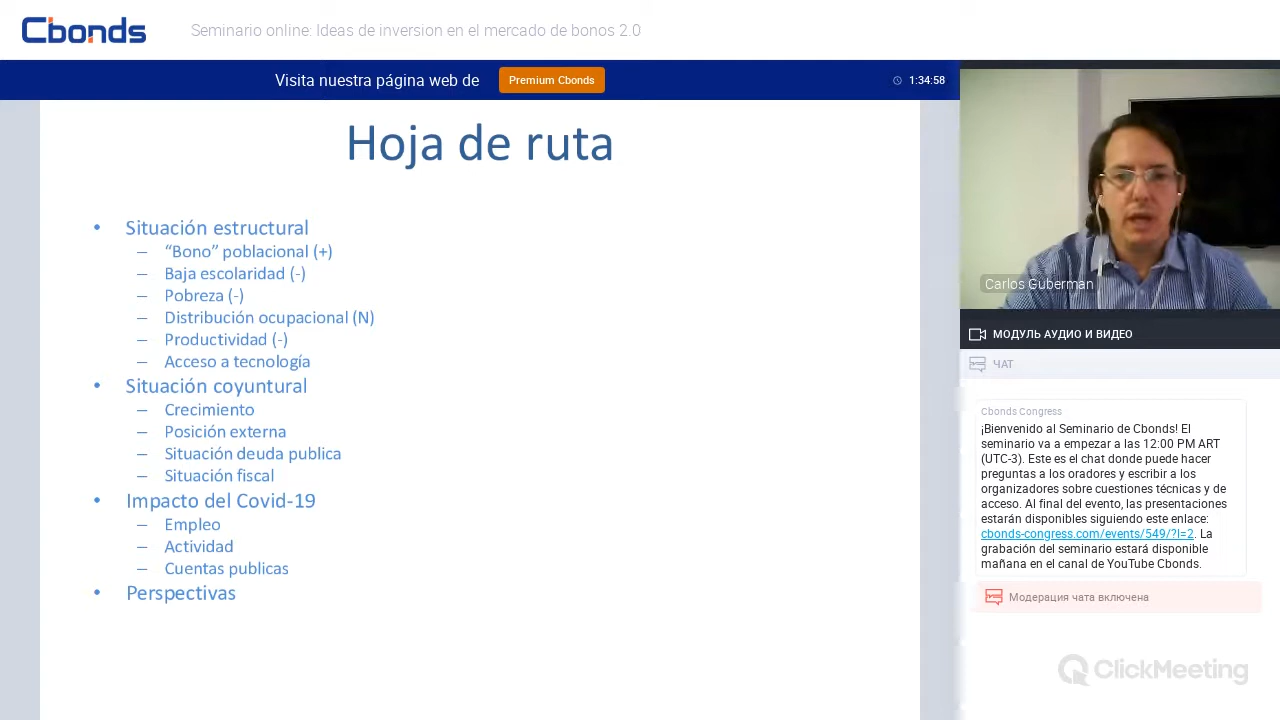 Cbonds
Seminario online: Ideas de inversion en el mercado de bonos 2.0
Visita nuestra página web de
Premium Cbonds
1:34:58
Hoja de ruta
• Situación estructural
– “Bono” poblacional (+)
– Baja escolaridad (-)
– Pobreza (-)
– Distribución ocupacional (N)
– Productividad (-)
– Acceso a tecnología
• Situación coyuntural
– Crecimiento
– Posición externa
– Situación deuda publica
– Situación fiscal
• Impacto del Covid-19
– Empleo
– Actividad
– Cuentas publicas
• Perspectivas
Carlos Guberman
МОДУЛЬ АУДИО И ВИДЕО
ЧАТ
Cbonds Congress
¡Bienvenido al Seminario de Cbonds! El
seminario va a empezar a las 12:00 PM ART
(UTC-3). Este es el chat donde puede hacer
preguntas a los oradores y escribir a los
organizadores sobre cuestiones técnicas y de
acceso. Al final del evento, las presentaciones
estarán disponibles siguiendo este enlace:
cbonds-congress.com/events/549/?l=2. La
grabación del seminario estará disponible
mañana en el canal de YouTube Cbonds.
Модерация чата включена
ClickMeeting